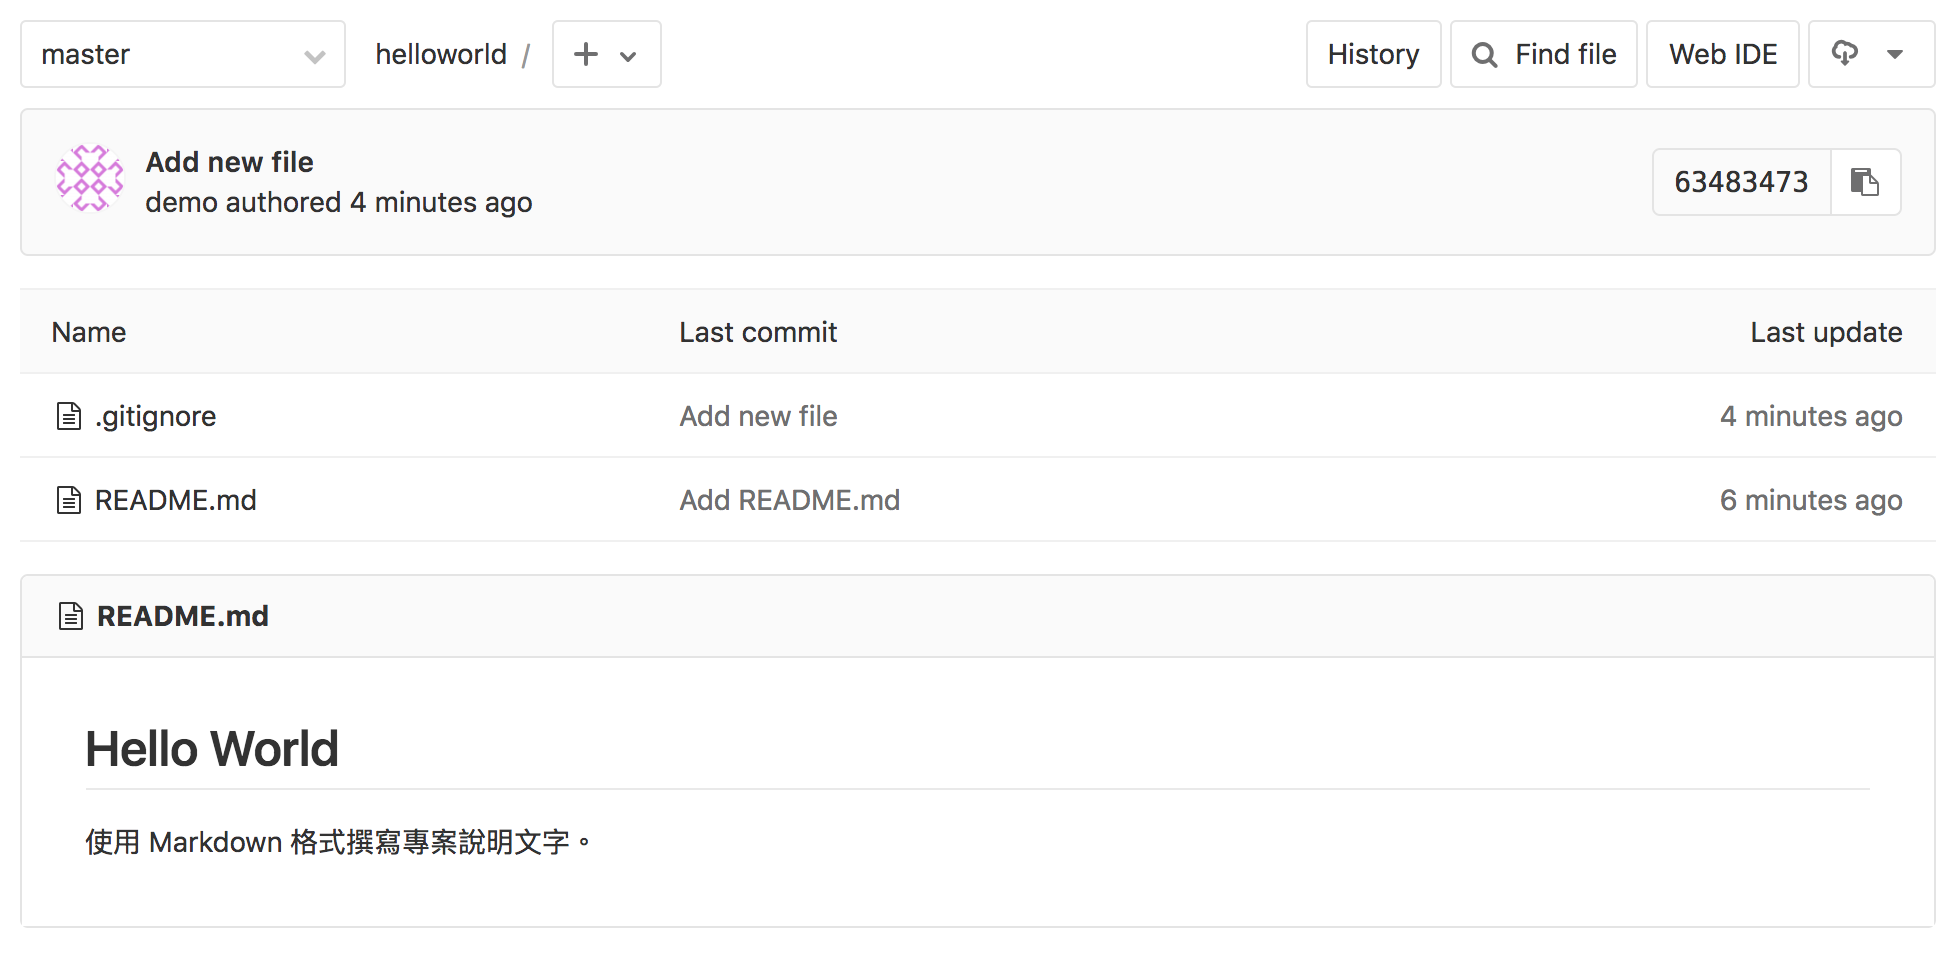 master helloworld / + History Find file Web IDE
Add new file
demo authored 4 minutes ago
63483473
Name Last commit Last update
.gitignore Add new file 4 minutes ago
README.md Add README.md 6 minutes ago
README.md
Hello World
使用 Markdown 格式撰寫專案說明文字。